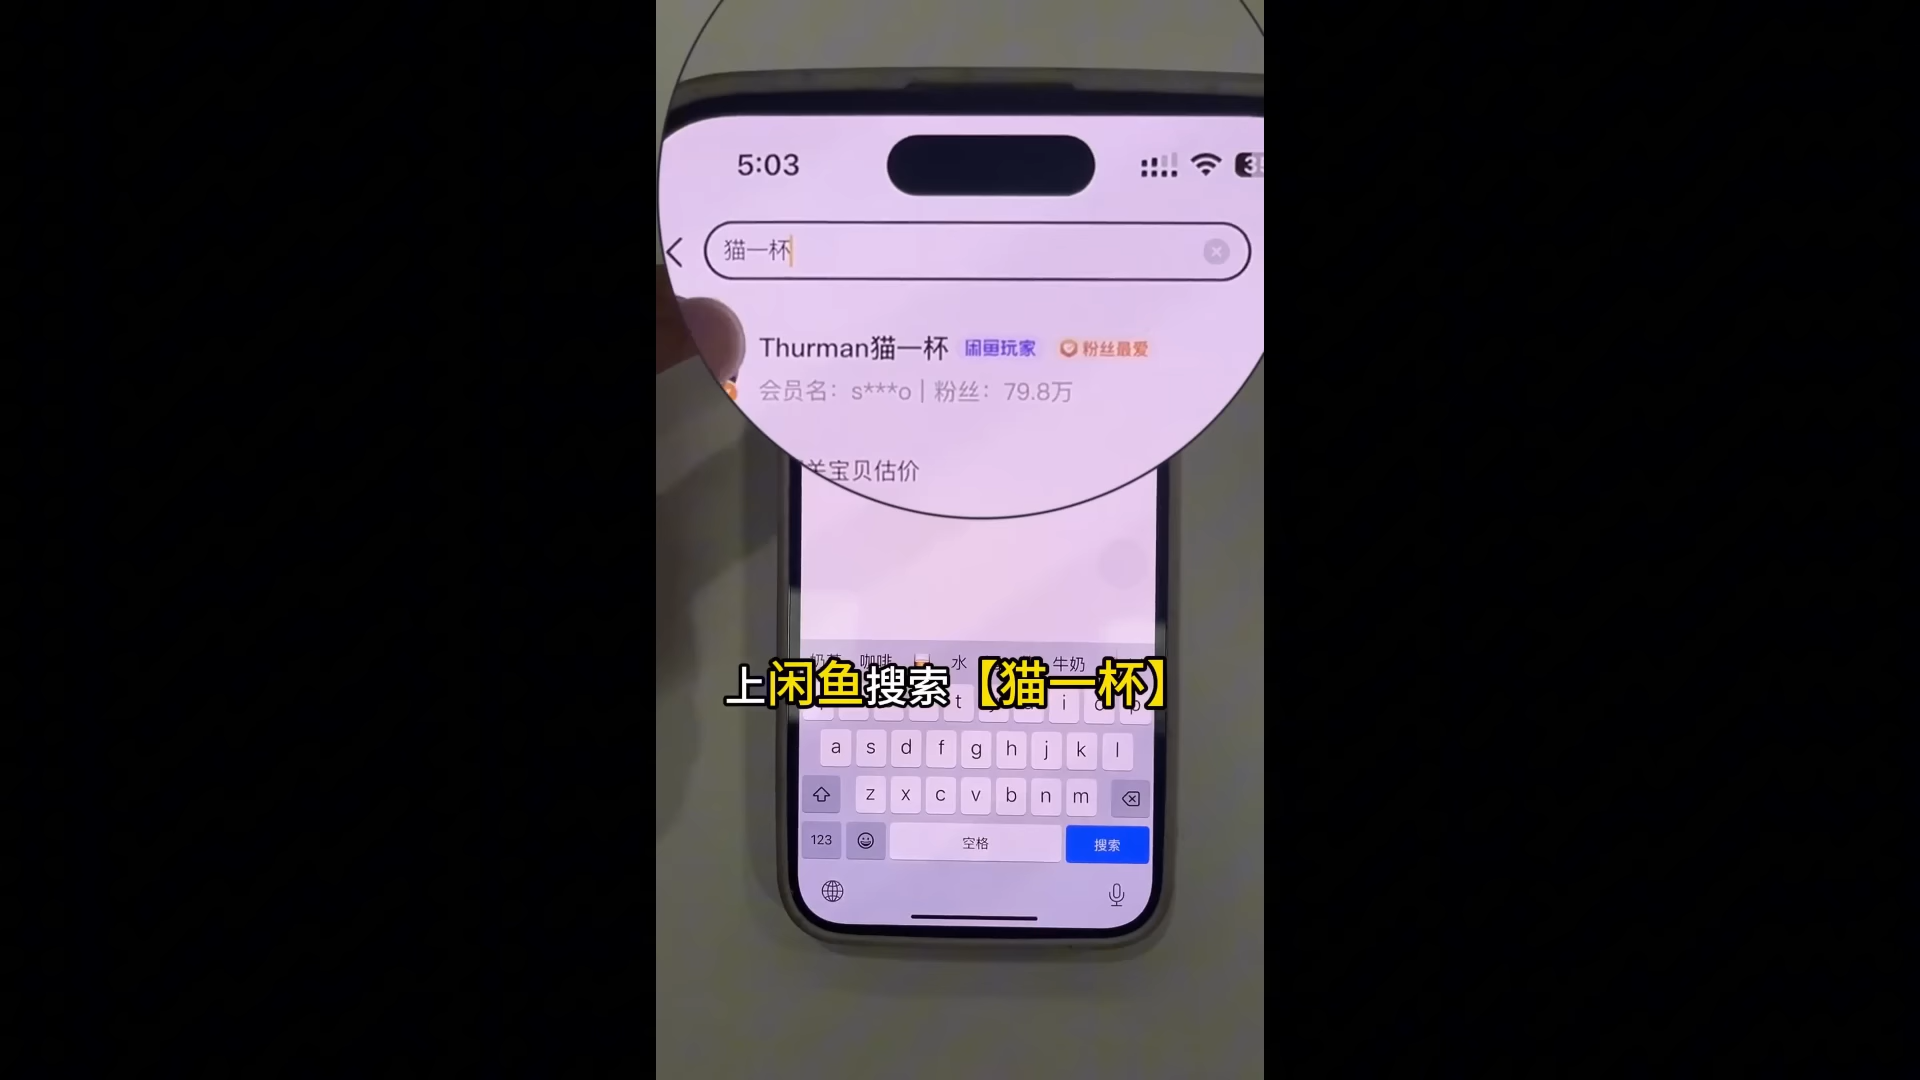 5:03
猫一杯
Thurman猫一杯 闲鱼玩家 粉丝最爱
会员名：s***o | 粉丝：79.8万
宝贝估价
咖啡 水 牛奶
上闲鱼搜索【猫一杯】
t i o p
a s d f g h j k l
z x c v b n m
123 空格 搜索